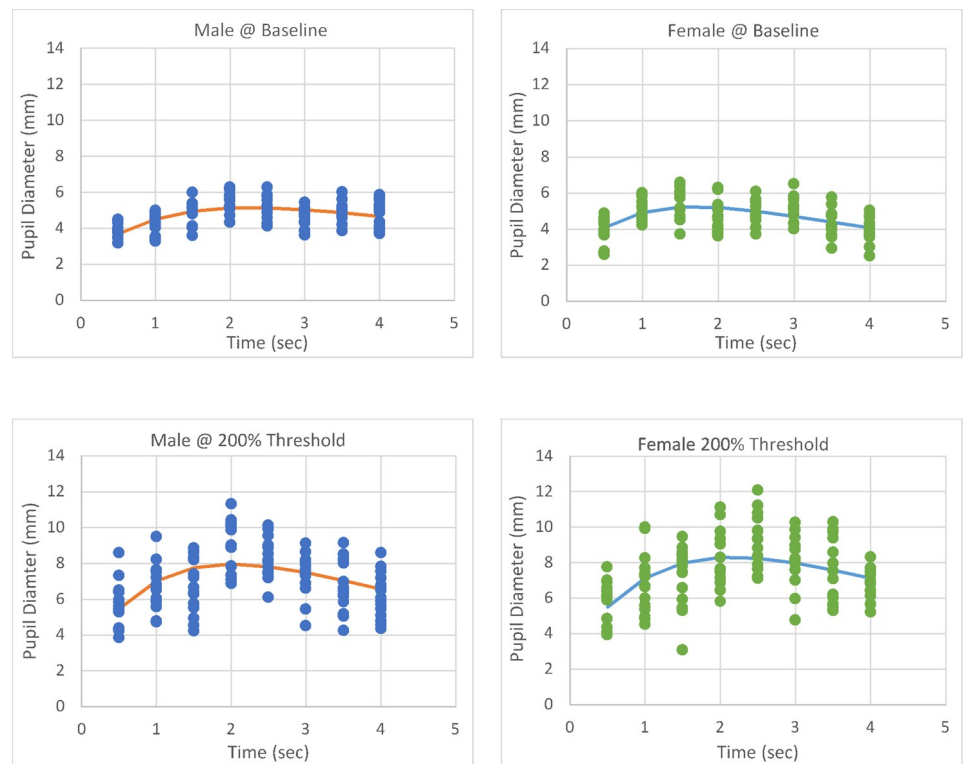 Male @ Baseline
14
12
10
8
6
4
2
0
Pupil Diameter (mm)
0 1 2 3 4 5
Time (sec)
Female @ Baseline
14
12
10
8
6
4
2
0
Pupil Diameter (mm)
0 1 2 3 4 5
Time (sec)
Male @ 200% Threshold
14
12
10
8
6
4
2
0
Pupil Diamter (mm)
0 1 2 3 4 5
Time (sec)
Female 200% Threshold
14
12
10
8
6
4
2
0
Pupil Diameter (mm)
0 1 2 3 4 5
Time (sec)